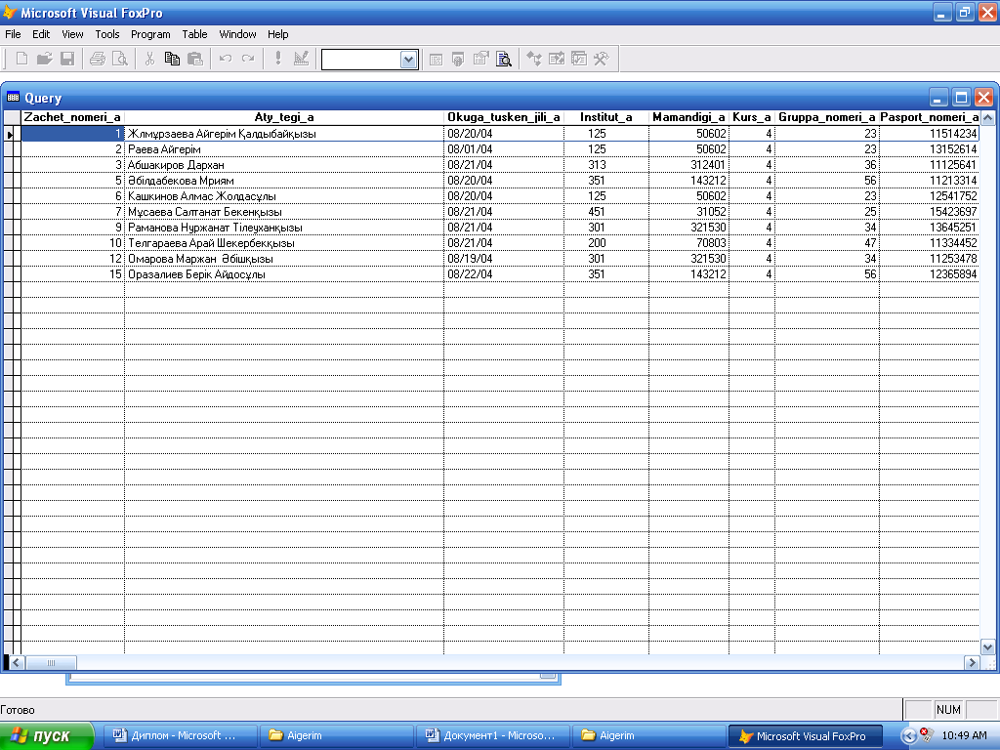 Microsoft Visual FoxPro
File Edit View Tools Program Table Window Help
Query
Zachet_nomeri_a Aty_tegi_a Okuga_tusken_jili_a Institut_a Mamandigi_a Kurs_a Gruppa_nomeri_a Pasport_nomeri_a
1 Жлмұрзаева Айгерім Қалдыбайқызы 08/20/04 125 50602 4 23 11514234
2 Раева Айгерім 08/01/04 125 50602 4 23 13152614
3 Абшакиров Дархан 08/21/04 313 312401 4 36 11125641
5 Әбілдабекова Мриям 08/20/04 351 143212 4 56 11213314
6 Кашкинов Алмас Жолдасұлы 08/20/04 125 50602 4 23 12541752
7 Мұсаева Салтанат Бекенқызы 08/21/04 451 31052 4 25 15423697
9 Раманова Нұржанат Тілеуханқызы 08/21/04 301 321530 4 34 13645251
10 Телгараева Арай Шекербекқызы 08/21/04 200 70803 4 47 11334452
12 Омарова Маржан Әбішқызы 08/19/04 301 321530 4 34 11253478
15 Оразалиев Берік Айдосұлы 08/22/04 351 143212 4 56 12365894
Готово NUM
пуск Диплом - Microsoft ... Aigerim Документ1 - Microso... Aigerim Microsoft Visual FoxPro 10:49 AM